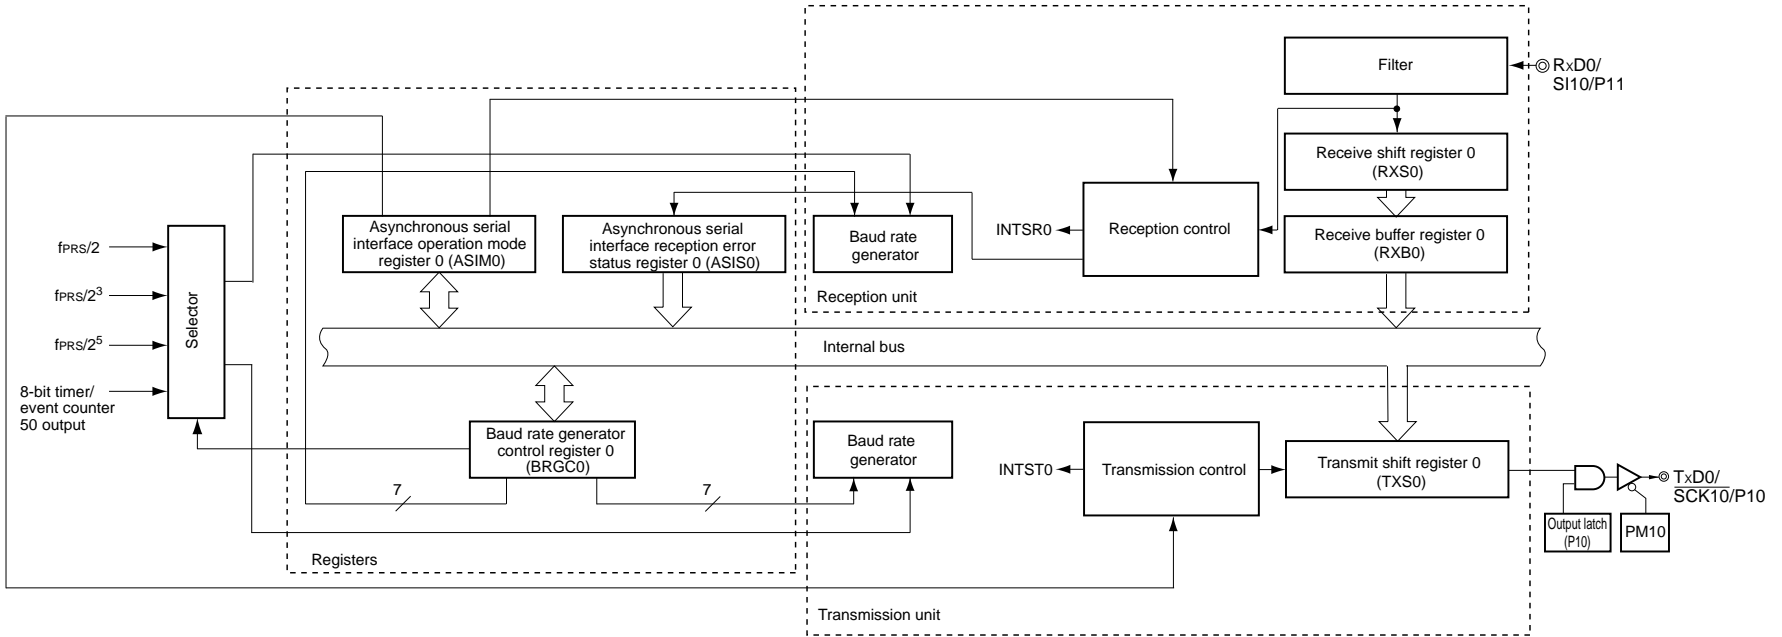 Filter
RxD0/
SI10/P11
Receive shift register 0
(RXS0)
Asynchronous serial
interface operation mode
register 0 (ASIM0)
Asynchronous serial
interface reception error
status register 0 (ASIS0)
Baud rate
generator
INTSR0
Reception control
Receive buffer register 0
(RXB0)
Reception unit
fPRS/2
fPRS/2³
fPRS/2⁵
8-bit timer/
event counter
50 output
Selector
Internal bus
Baud rate generator
control register 0
(BRGC0)
7
7
Baud rate
generator
INTST0
Transmission control
Transmit shift register 0
(TXS0)
TxD0/
SCK10/P10
Output latch
(P10)
PM10
Registers
Transmission unit